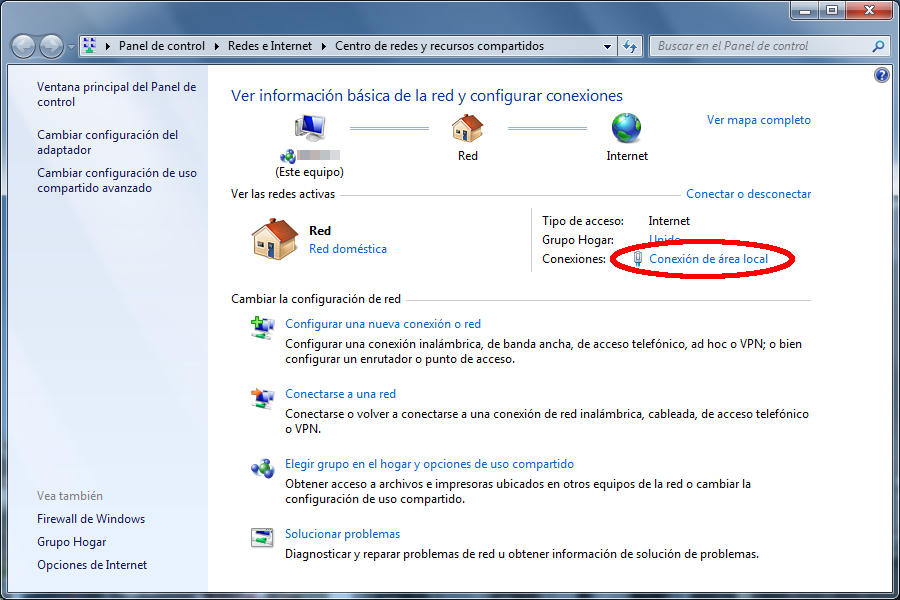 Panel de control ▸ Redes e Internet ▸ Centro de redes y recursos compartidos
Buscar en el Panel de control
Ventana principal del Panel de
control
Cambiar configuración del
adaptador
Cambiar configuración de uso
compartido avanzado
Ver información básica de la red y configurar conexiones
Ver mapa completo
Red
Internet
(Este equipo)
Ver las redes activas
Conectar o desconectar
Red
Red doméstica
Tipo de acceso: Internet
Grupo Hogar: Unido
Conexiones: Conexión de área local
Cambiar la configuración de red
Configurar una nueva conexión o red
Configurar una conexión inalámbrica, de banda ancha, de acceso telefónico, ad hoc o VPN; o bien
configurar un enrutador o punto de acceso.
Conectarse a una red
Conectarse o volver a conectarse a una conexión de red inalámbrica, cableada, de acceso telefónico
o VPN.
Elegir grupo en el hogar y opciones de uso compartido
Obtener acceso a archivos e impresoras ubicados en otros equipos de la red o cambiar la
configuración de uso compartido.
Solucionar problemas
Diagnosticar y reparar problemas de red u obtener información de solución de problemas.
Vea también
Firewall de Windows
Grupo Hogar
Opciones de Internet